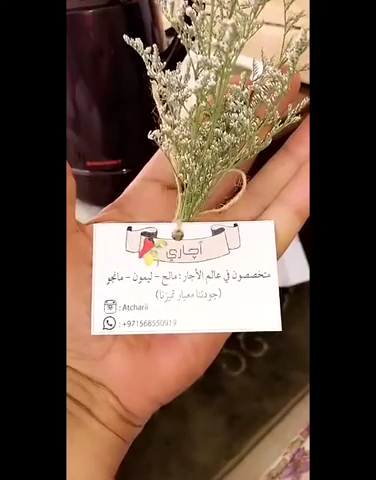 أچاري
متخصصون في عالم الأچار : مالح - ليمون - مانجو
(جودتنا معيار تميزنا)
: Atcharii
: +971568550919